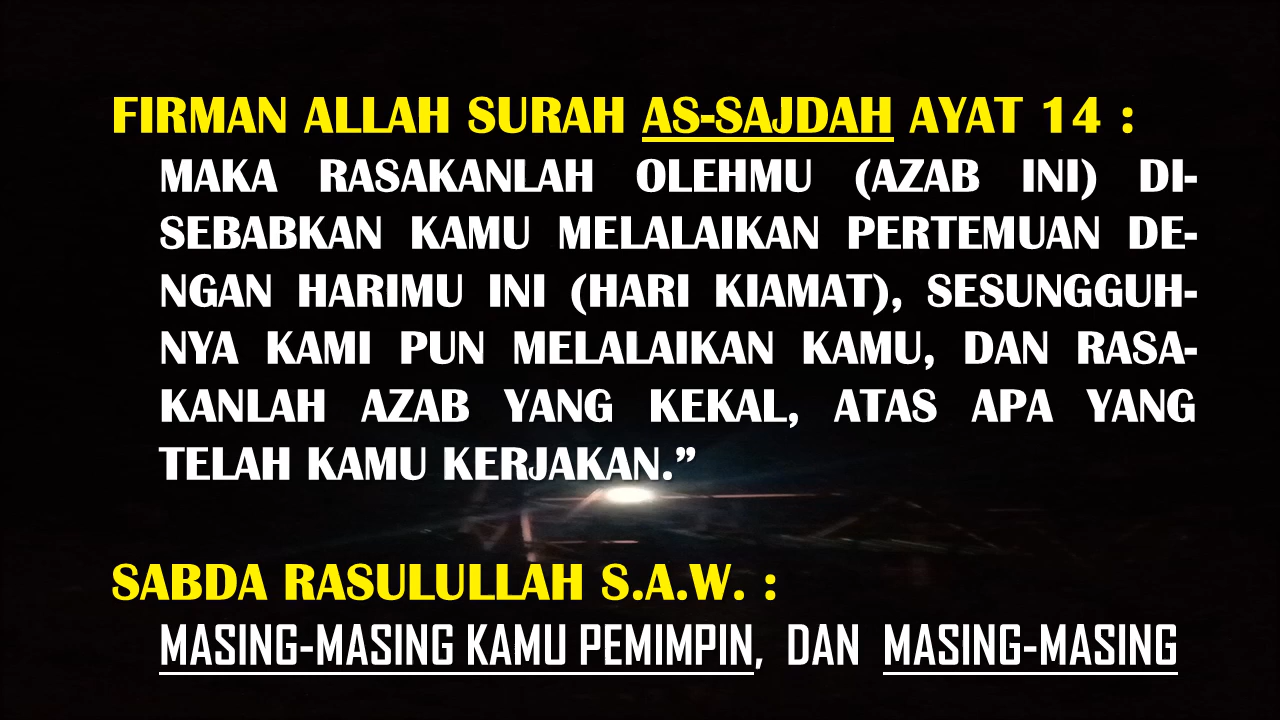 FIRMAN ALLAH SURAH AS-SAJDAH AYAT 14 :
MAKA RASAKANLAH OLEHMU (AZAB INI) DI-
SEBABKAN KAMU MELALAIKAN PERTEMUAN DE-
NGAN HARIMU INI (HARI KIAMAT), SESUNGGUH-
NYA KAMI PUN MELALAIKAN KAMU, DAN RASA-
KANLAH AZAB YANG KEKAL, ATAS APA YANG
TELAH KAMU KERJAKAN.”
SABDA RASULULLAH S.A.W. :
MASING-MASING KAMU PEMIMPIN, DAN MASING-MASING